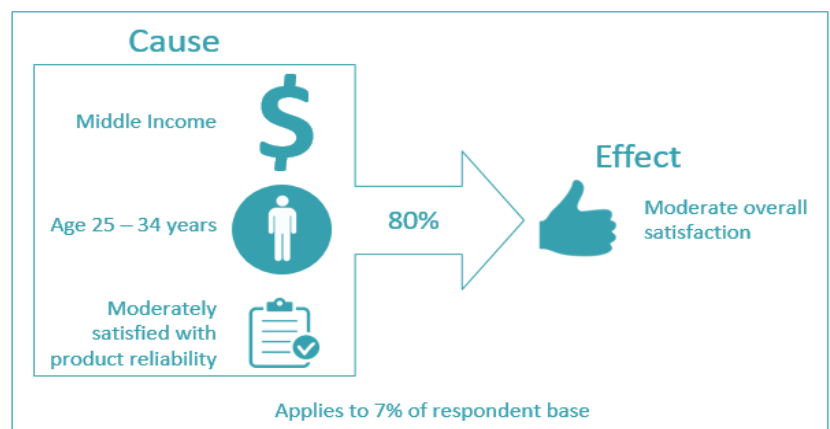 Cause
Middle Income
$
Age 25 – 34 years
Moderately
satisfied with
product reliability
80%
Effect
Moderate overall
satisfaction
Applies to 7% of respondent base